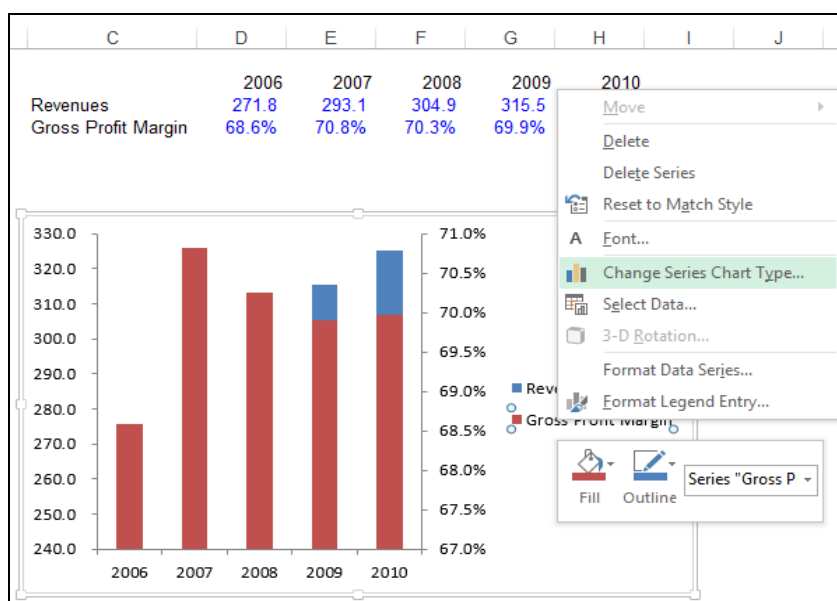 C D E F G H I J
2006 2007 2008 2009 2010
Revenues 271.8 293.1 304.9 315.5
Gross Profit Margin 68.6% 70.8% 70.3% 69.9%
Move
Delete
Delete Series
Reset to Match Style
A Font...
Change Series Chart Type...
Select Data...
3-D Rotation...
Format Data Series...
Format Legend Entry...
Fill Outline Series "Gross P
330.0 71.0%
320.0 70.5%
310.0 70.0%
300.0 69.5%
290.0 69.0%
280.0 68.5%
270.0 68.0%
260.0 67.5%
250.0 67.0%
240.0
2006 2007 2008 2009 2010
Reve
Gross Profit Margin